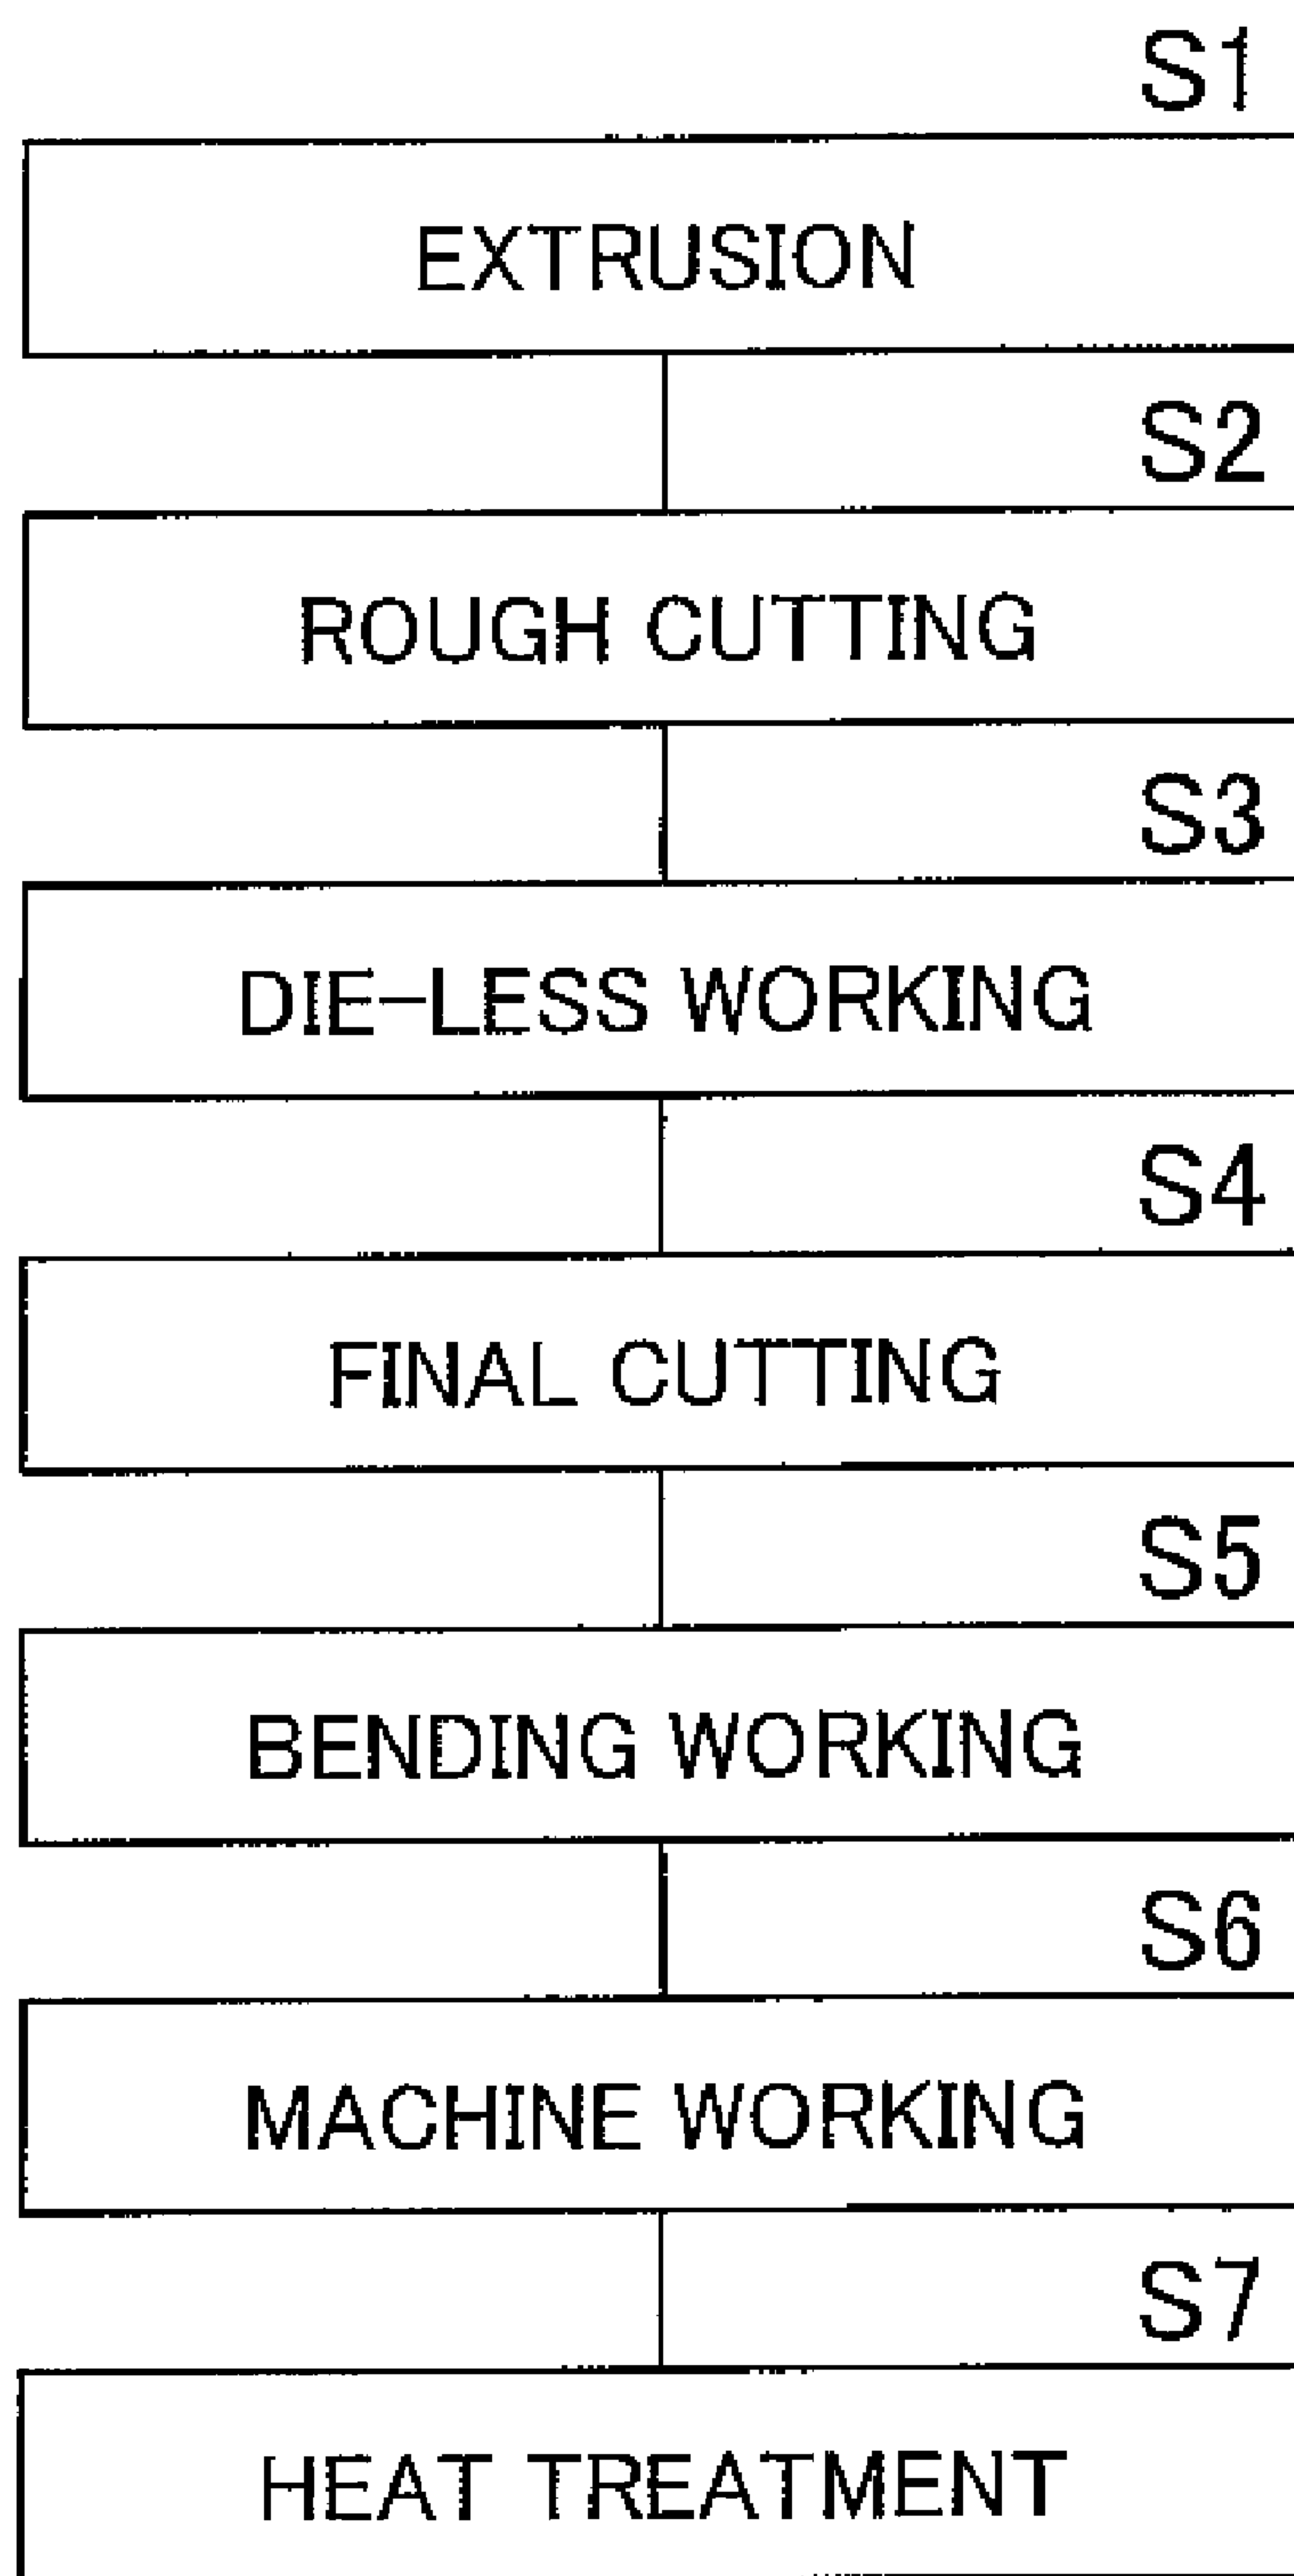 S1
EXTRUSION
S2
ROUGH CUTTING
S3
DIE-LESS WORKING
S4
FINAL CUTTING
S5
BENDING WORKING
S6
MACHINE WORKING
S7
HEAT TREATMENT